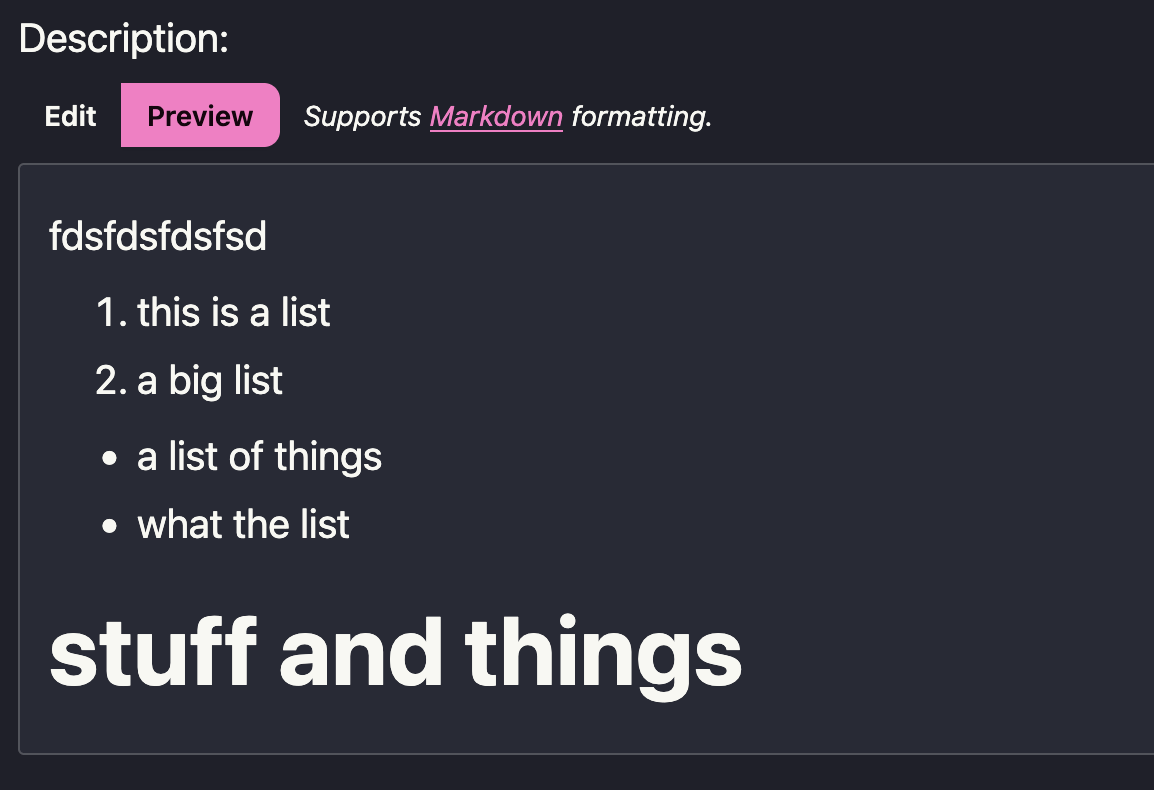 Description:
Edit Preview Supports Markdown formatting.
fdsfdsfdsfsd
1. this is a list
2. a big list
• a list of things
• what the list
stuff and things